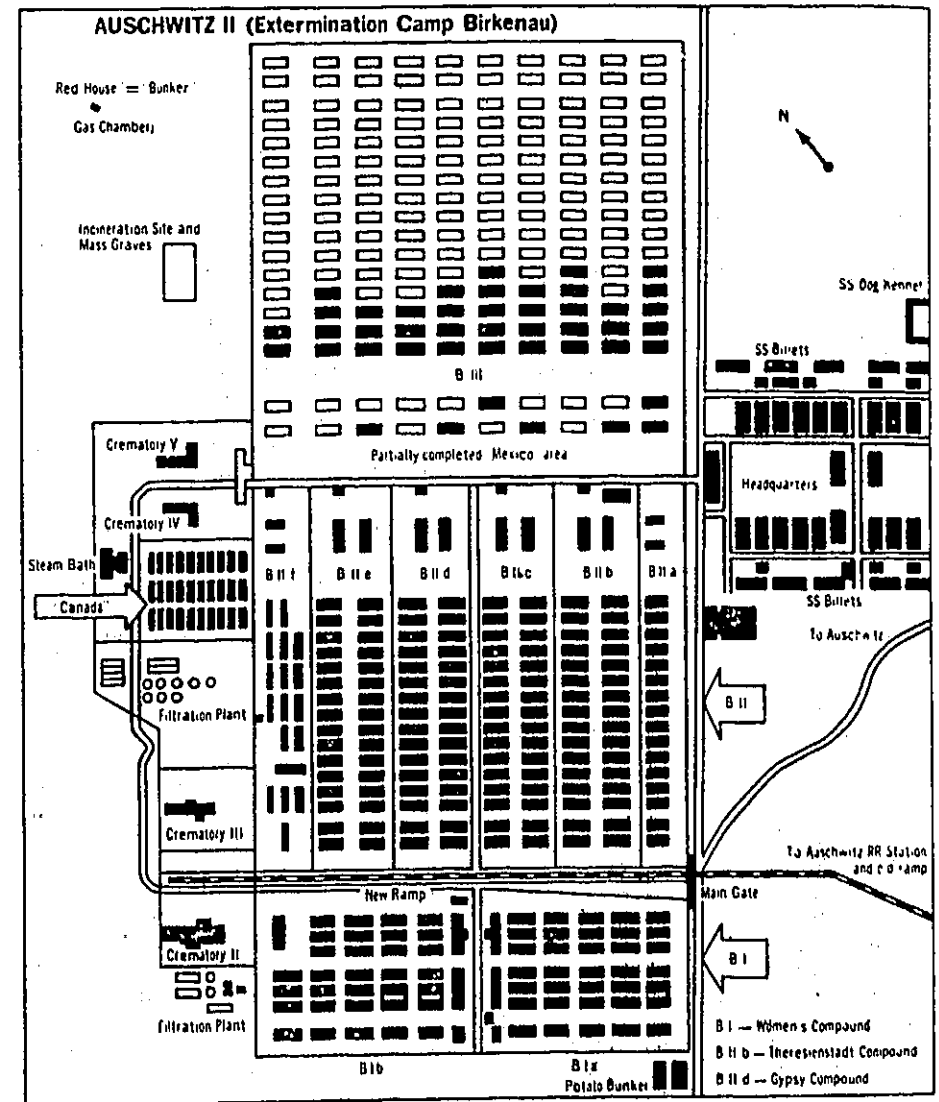 AUSCHWITZ II (Extermination Camp Birkenau)
Red House = Bunker
Gas Chamber
N
Incineration Site and
Mass Graves
SS Dog Kennel
SS Billets
B III
Partially completed Mexico area
Crematory V
Headquarters
Crematory IV
Steam Bath
B II f
B II e
B II d
B II c
B II b
B II a
"Canada"
SS Billets
To Auschwitz
B II
Filtration Plant
Crematory III
To Auschwitz RR Station
and old ramp
New Ramp
Main Gate
Crematory II
B I
Filtration Plant
B I — Women's Compound
B II b — Theresienstadt Compound
B I b
B I a
B II d — Gypsy Compound
Potato Bunker